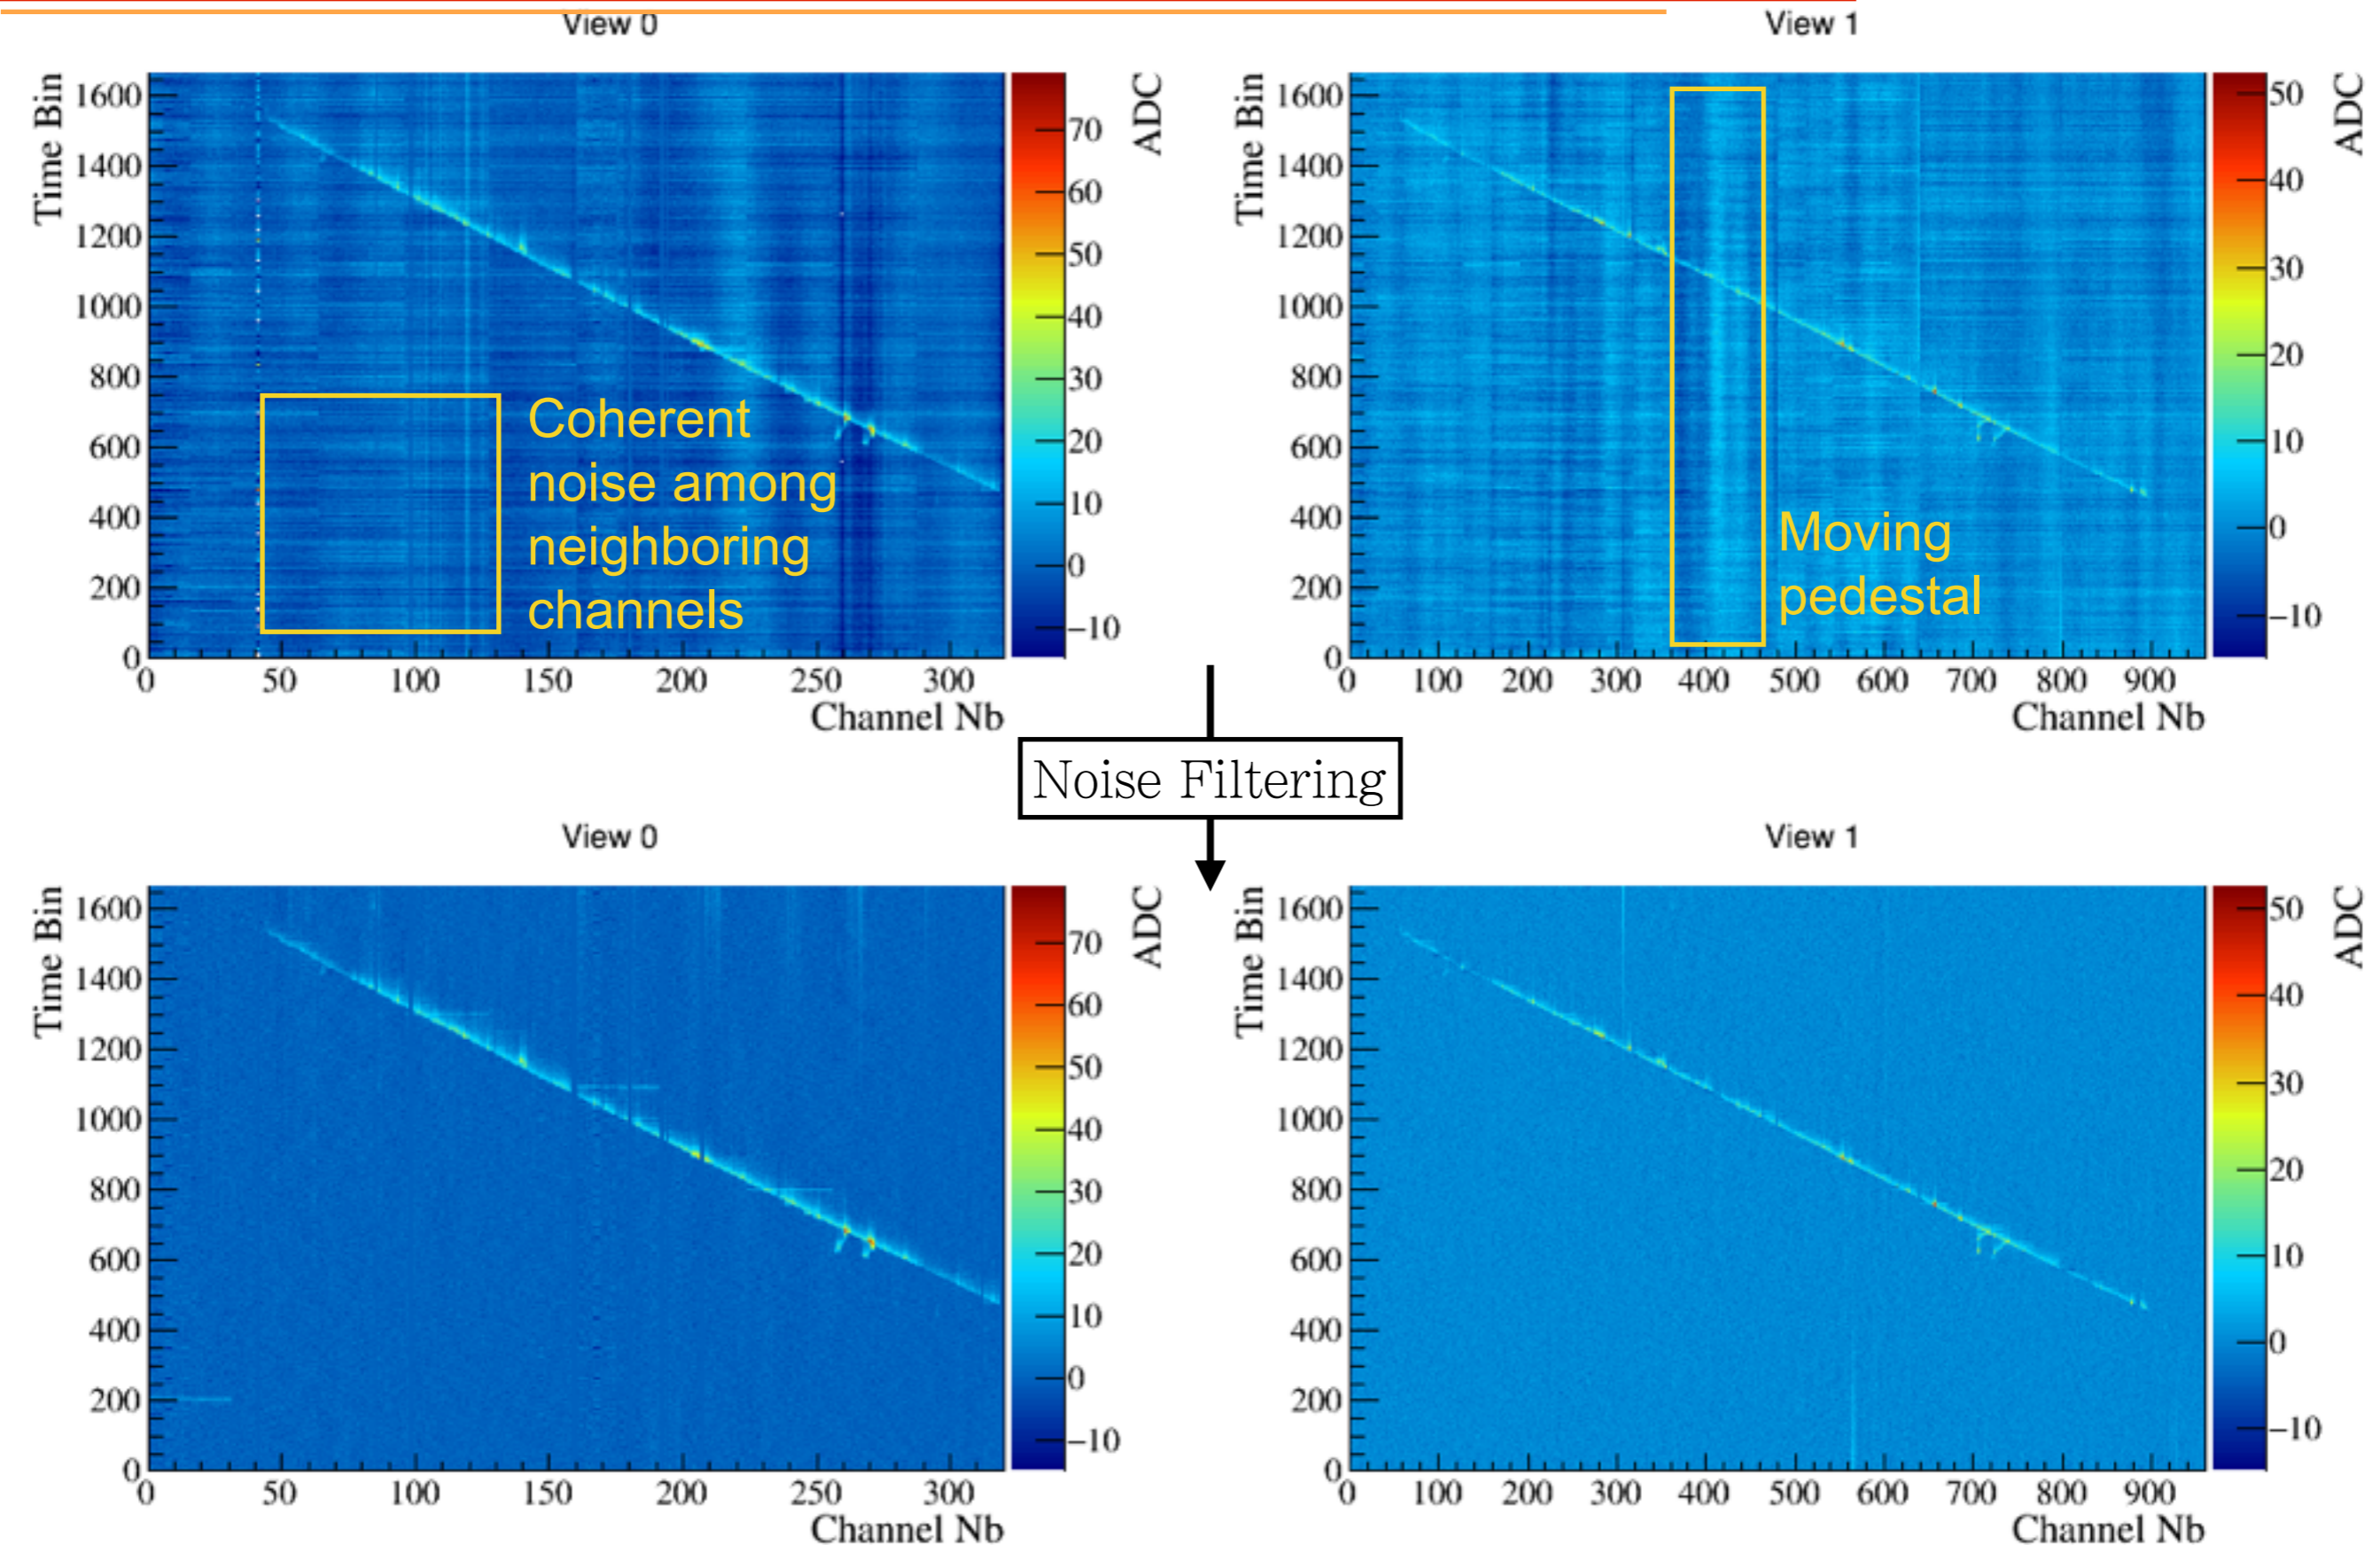 View 0
View 1
Time Bin
1600
1400
1200
1000
800
600
400
200
0
0 50 100 150 200 250 300
Channel Nb
ADC
70
60
50
40
30
20
10
0
−10
Coherent
noise among
neighboring
channels
Time Bin
1600
1400
1200
1000
800
600
400
200
0
0 100 200 300 400 500 600 700 800 900
Channel Nb
ADC
50
40
30
20
10
0
−10
Moving
pedestal
Noise Filtering
View 0
View 1
Time Bin
1600
1400
1200
1000
800
600
400
200
0
0 50 100 150 200 250 300
Channel Nb
ADC
70
60
50
40
30
20
10
0
−10
Time Bin
1600
1400
1200
1000
800
600
400
200
0
0 100 200 300 400 500 600 700 800 900
Channel Nb
ADC
50
40
30
20
10
0
−10